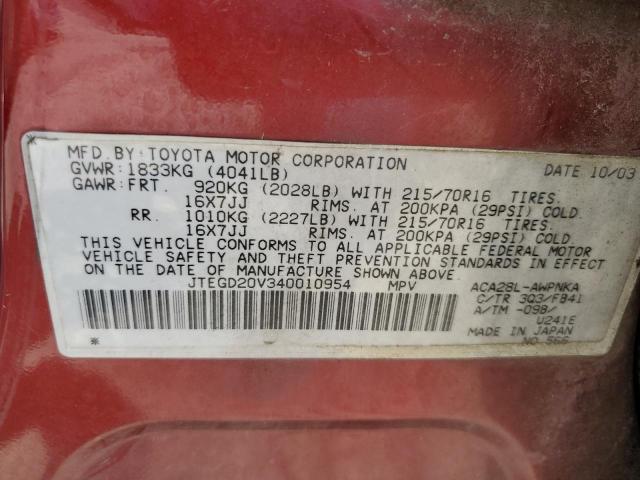 MFD. BY: TOYOTA MOTOR CORPORATION DATE 10/03
GVWR: 1833KG (4041LB)
GAWR: FRT. 920KG (2028LB) WITH 215/70R16 TIRES.
16X7JJ RIMS. AT 200KPA (29PSI) COLD.
RR. 1010KG (2227LB) WITH 215/70R16 TIRES.
16X7JJ RIMS. AT 200KPA (29PSI) COLD.
THIS VEHICLE CONFORMS TO ALL APPLICABLE FEDERAL MOTOR
VEHICLE SAFETY AND THEFT PREVENTION STANDARDS IN EFFECT
ON THE DATE OF MANUFACTURE SHOWN ABOVE.
JTEGD20V340010954 MPV ACA28L-AWPNKA
C/TR 3Q3/FB41
A/TM -09B/
U241E
MADE IN JAPAN
NO.566